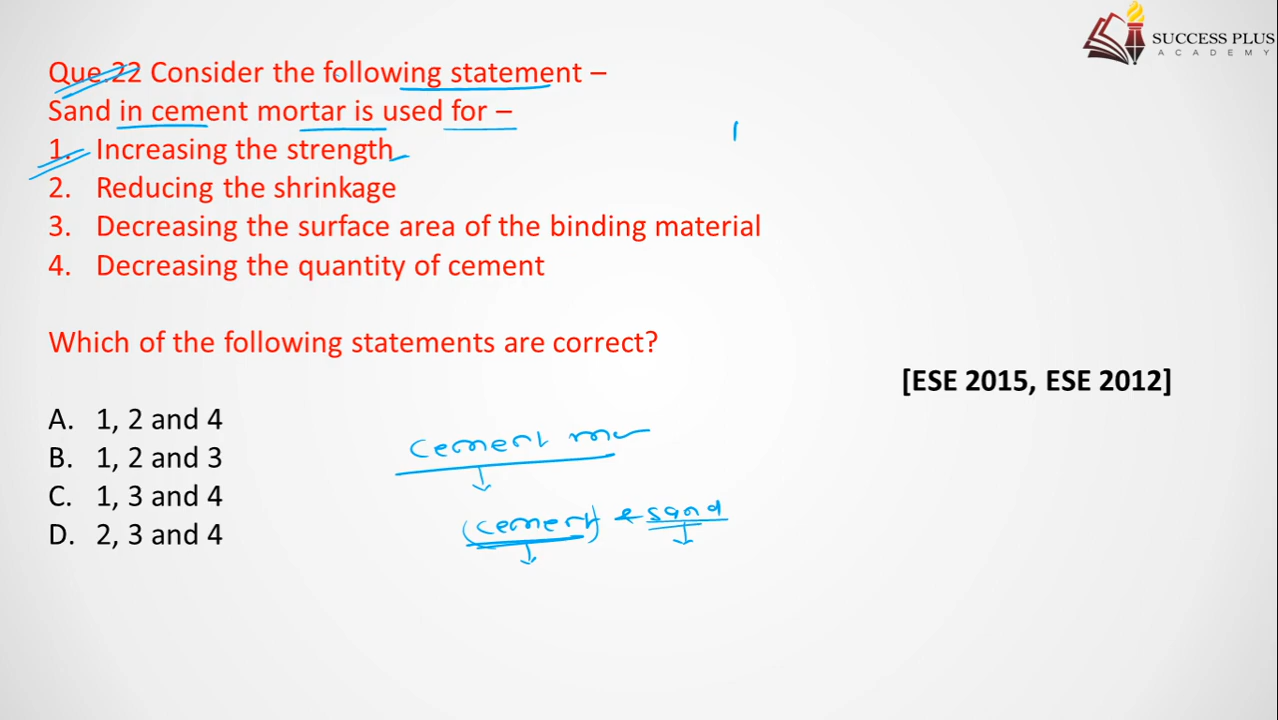 SUCCESS PLUS
ACADEMY
Que.22 Consider the following statement –
Sand in cement mortar is used for –
1. Increasing the strength
2. Reducing the shrinkage
3. Decreasing the surface area of the binding material
4. Decreasing the quantity of cement
Which of the following statements are correct?
[ESE 2015, ESE 2012]
A. 1, 2 and 4
B. 1, 2 and 3
C. 1, 3 and 4
D. 2, 3 and 4
cement
(cement) + sand